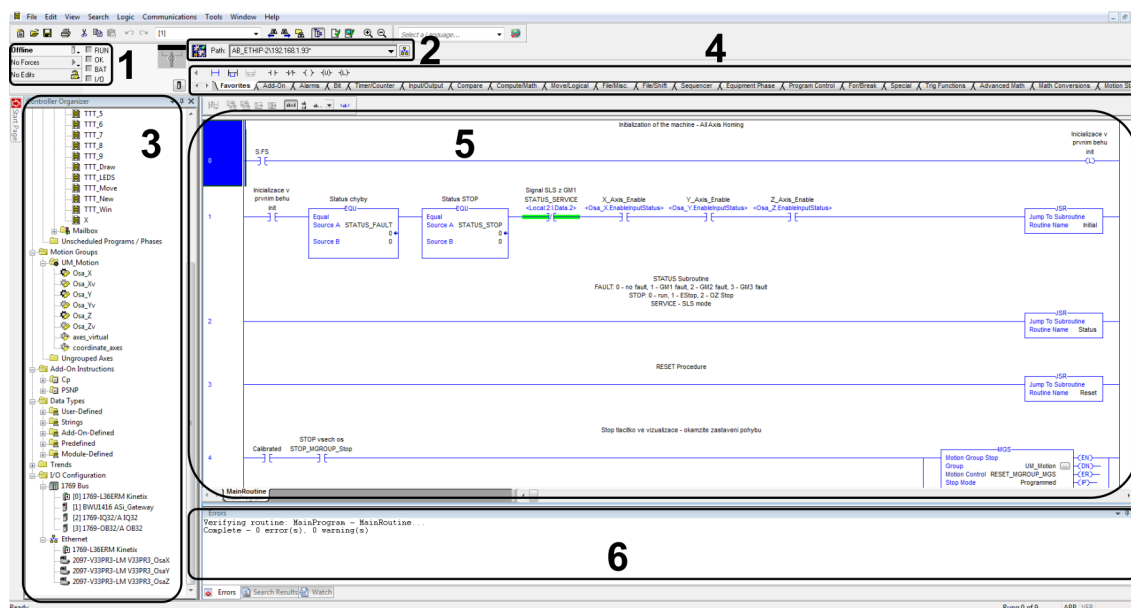 File Edit View Search Logic Communications Tools Window Help
[1]
Select a Language...
Offline
RUN
No Forces
OK
BAT
No Edits
I/O
1
Path: AB_ETHIP-2\192.168.1.93*
2
4
Favorites Add-On Alarms Bit Timer/Counter Input/Output Compare Compute/Math Move/Logical File/Misc. File/Shift Sequencer Equipment Phase Program Control For/Break Special Trig Functions Advanced Math Math Conversions Motion St
Start Page
Controller Organizer
3
TTT_5
TTT_6
TTT_7
TTT_8
TTT_9
TTT_Draw
TTT_LEDS
TTT_Move
TTT_New
TTT_Win
X
Mailbox
Unscheduled Programs / Phases
Motion Groups
UM_Motion
Osa_X
Osa_Xv
Osa_Y
Osa_Yv
Osa_Z
Osa_Zv
axes_virtual
coordinate_axes
Ungrouped Axes
Add-On Instructions
Cp
PSNP
Data Types
User-Defined
Strings
Add-On-Defined
Predefined
Module-Defined
Trends
I/O Configuration
1769 Bus
[0] 1769-L36ERM Kinetix
[1] BWU1416 ASi_Gateway
[2] 1769-IQ32/A IQ32
[3] 1769-OB32/A OB32
Ethernet
1769-L36ERM Kinetix
2097-V33PR3-LM V33PR3_OsaX
2097-V33PR3-LM V33PR3_OsaY
2097-V33PR3-LM V33PR3_OsaZ
5
Initialization of the machine - All Axis Homing
0
S:FS
Inicializace v
prvnim behu
init
(L)
1
Inicializace v
prvnim behu
init
Status chyby
EQU
Equal
Source A STATUS_FAULT
0
Source B 0
Status STOP
EQU
Equal
Source A STATUS_STOP
0
Source B 0
Signal SLS z GM1
STATUS_SERVICE
<Local:2:I.Data.2>
X_Axis_Enable
<Osa_X.EnableInputStatus>
Y_Axis_Enable
<Osa_Y.EnableInputStatus>
Z_Axis_Enable
<Osa_Z.EnableInputStatus>
JSR
Jump To Subroutine
Routine Name Initial
STATUS Subroutine
FAULT: 0 - no fault, 1 - GM1 fault, 2 - GM2 fault, 3 - GM3 fault
STOP: 0 - run, 1 - EStop, 2 - OZ Stop
SERVICE - SLS mode
2
JSR
Jump To Subroutine
Routine Name Status
RESET Procedure
3
JSR
Jump To Subroutine
Routine Name Reset
Stop tlacitko ve vizualizace - okamzite zastaveni pohybu
4
Calibrated
STOP vsech os
STOP_MGROUP_Stop
MGS
Motion Group Stop
Group UM_Motion ...
Motion Control RESET_MGROUP_MGS
Stop Mode Programmed
(EN)
(DN)
(ER)
(IP)
MainRoutine
Errors
Verifying routine: MainProgram - MainRoutine...
Complete - 0 error(s), 0 warning(s)
6
Errors Search Results Watch
Ready
Rung 0 of 9 APP VER